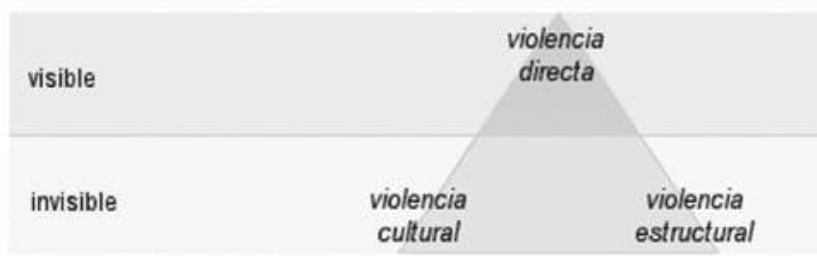 violencia
directa
visible
invisible
violencia
cultural
violencia
estructural